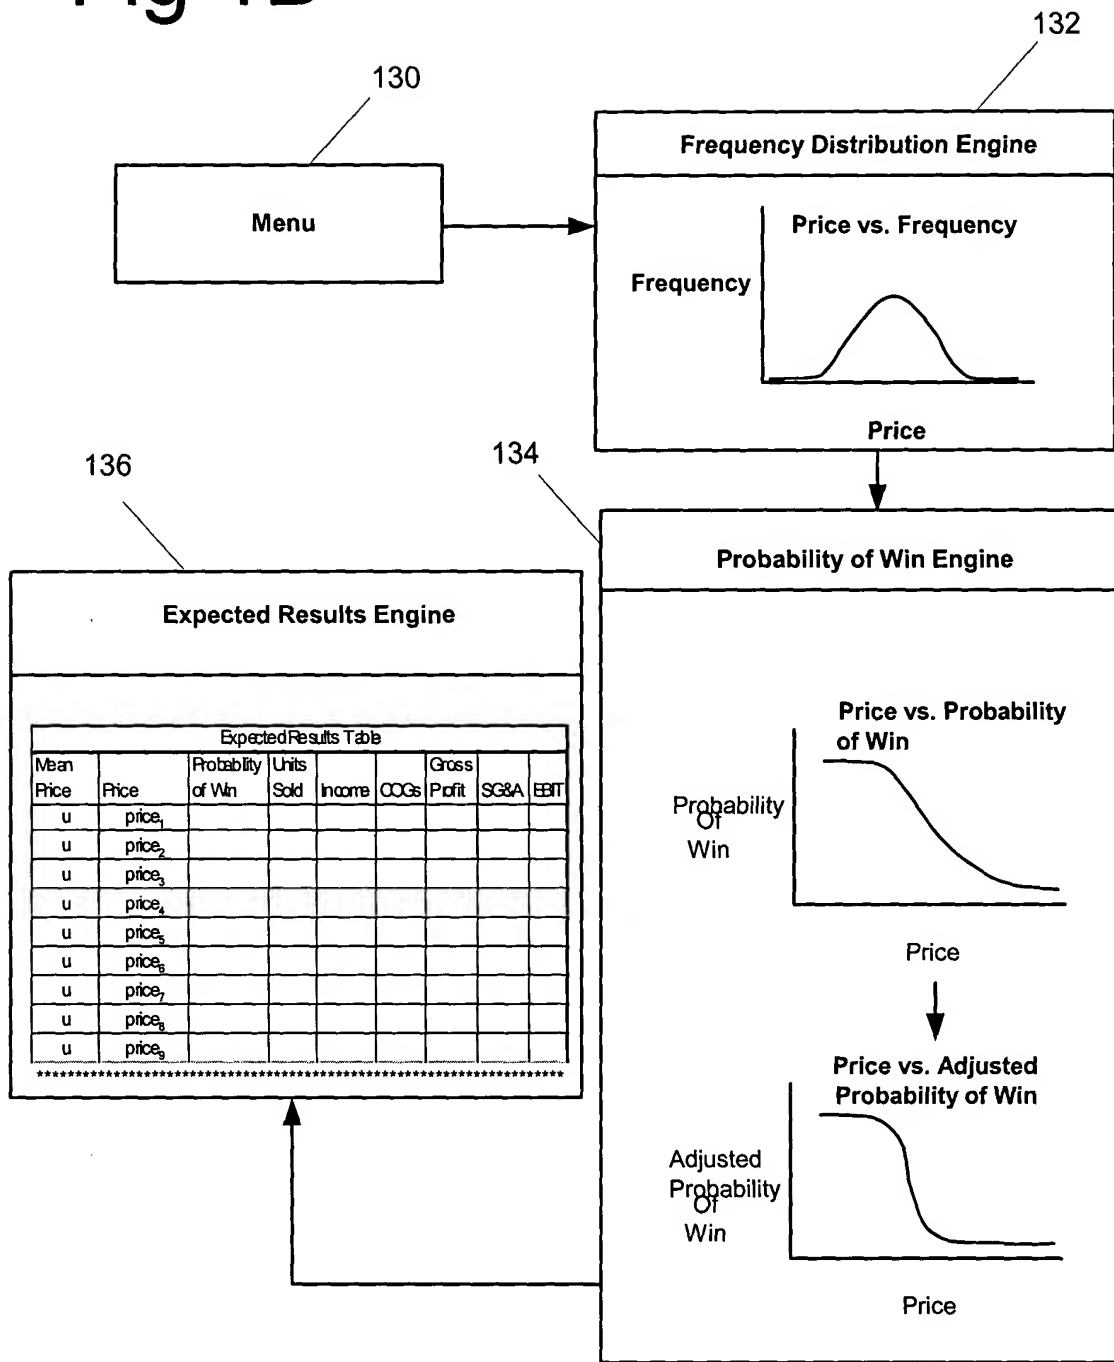 132
130
Frequency Distribution Engine
Menu
Price vs. Frequency
Frequency
Price
136
134
Probability of Win Engine
Expected Results Engine
Price vs. Probability
of Win
Probability
Of
Win
Price
Expected Results Table
Mean Price Price Probability of Win Units Sold Income COGs Gross Profit SG&A EBIT
u price1
u price2
u price3
u price4
u price5
u price6
u price7
u price8
u price9
Price vs. Adjusted
Probability of Win
Adjusted
Probability
Of
Win
Price